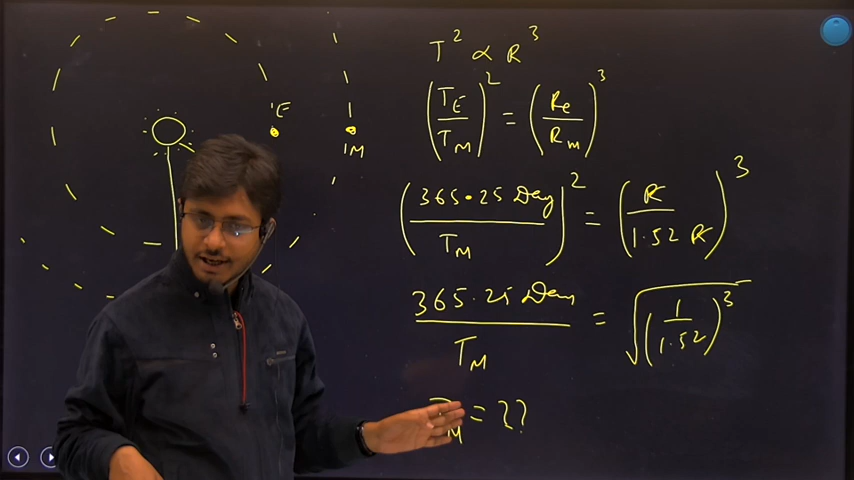 E
M
T² ∝ R³
(T_E / T_M)² = (R_e / R_m)³
(365.25 Day / T_M)² = (R / 1.52 R)³
365.25 Day / T_M = √(1 / 1.52)³
T_M = ??